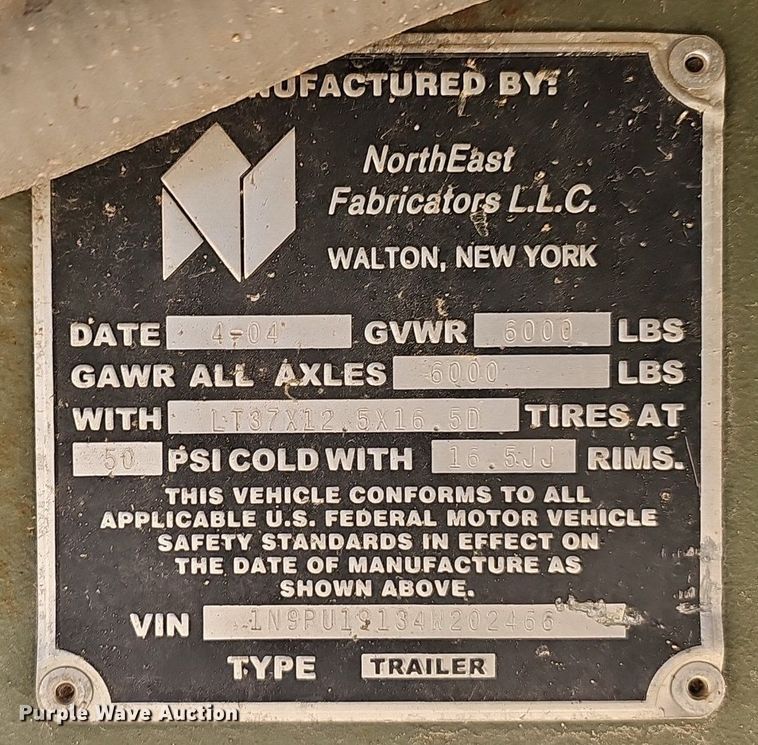 NUFACTURED BY:
NorthEast
Fabricators L.L.C.
WALTON, NEW YORK
DATE 4-04 GVWR 6000 LBS
GAWR ALL AXLES 6000 LBS
WITH LT37X12.5X16.5D TIRES AT
50 PSI COLD WITH 16.5JJ RIMS.
THIS VEHICLE CONFORMS TO ALL
APPLICABLE U.S. FEDERAL MOTOR VEHICLE
SAFETY STANDARDS IN EFFECT ON
THE DATE OF MANUFACTURE AS
SHOWN ABOVE.
VIN 1N9PU19134W202466
TYPE TRAILER
Purple Wave Auction